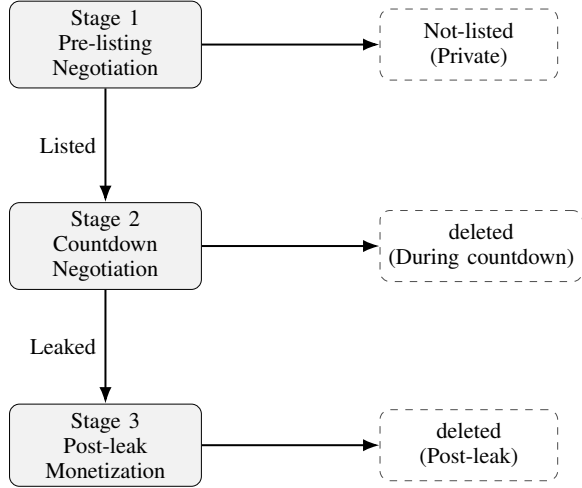 Stage 1
Pre-listing
Negotiation
Not-listed
(Private)
Listed
Stage 2
Countdown
Negotiation
deleted
(During countdown)
Leaked
Stage 3
Post-leak
Monetization
deleted
(Post-leak)